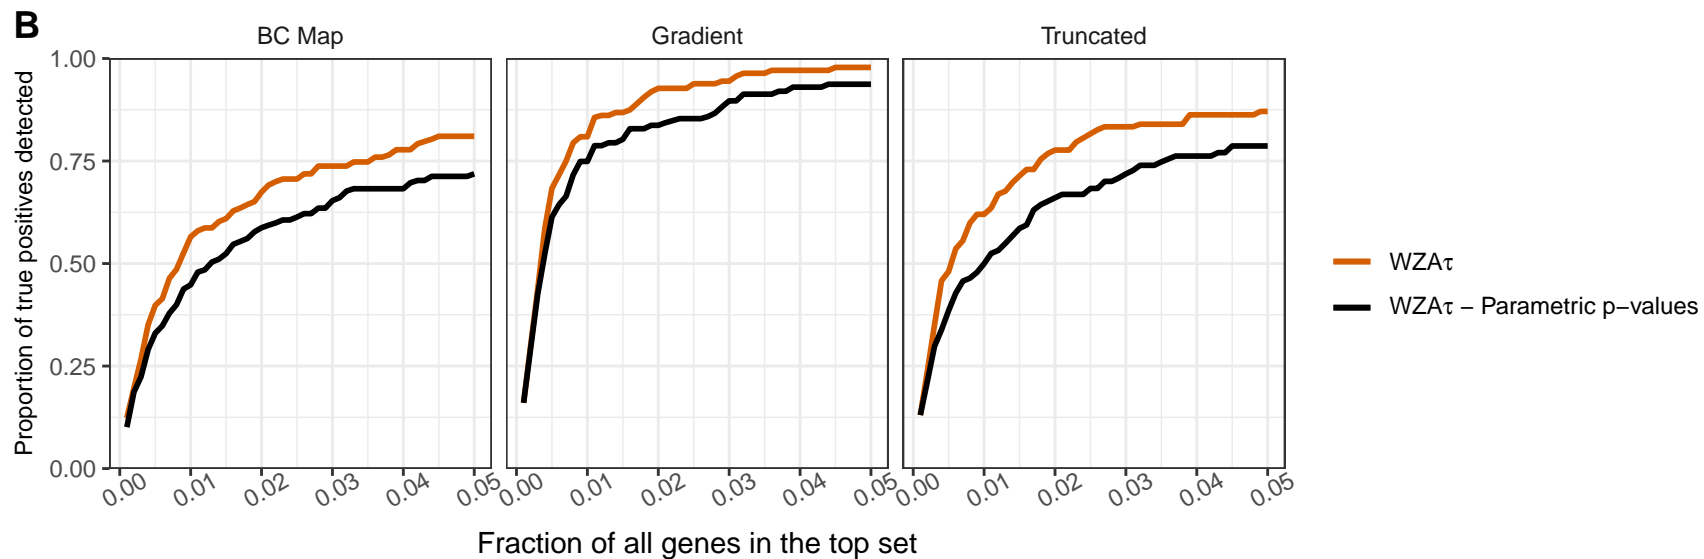 B
BC Map
Gradient
Truncated
Proportion of true positives detected
1.00
0.75
0.50
0.25
0.00
0.00 0.01 0.02 0.03 0.04 0.05
0.00 0.01 0.02 0.03 0.04 0.05
0.00 0.01 0.02 0.03 0.04 0.05
Fraction of all genes in the top set
WZAτ
WZAτ − Parametric p−values